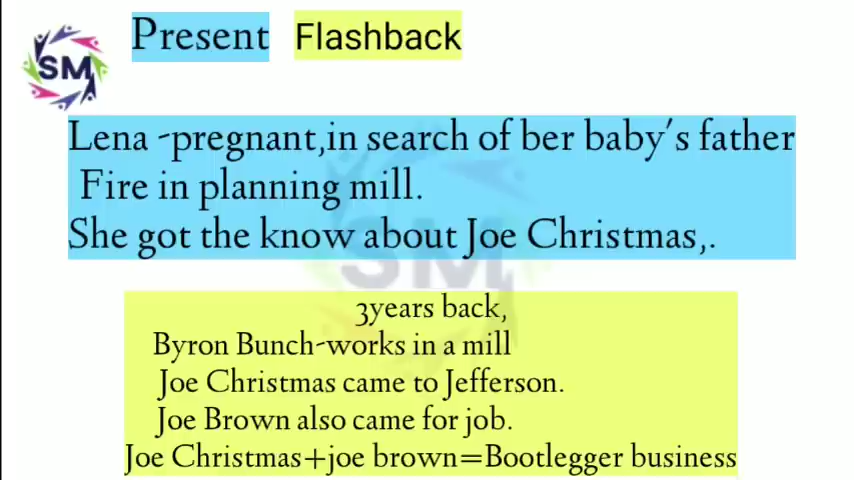 Present Flashback
SM
Lena -pregnant,in search of ber baby's father
Fire in planning mill.
She got the know about Joe Christmas,.
SM
3years back,
Byron Bunch-works in a mill
Joe Christmas came to Jefferson.
Joe Brown also came for job.
Joe Christmas+joe brown=Bootlegger business